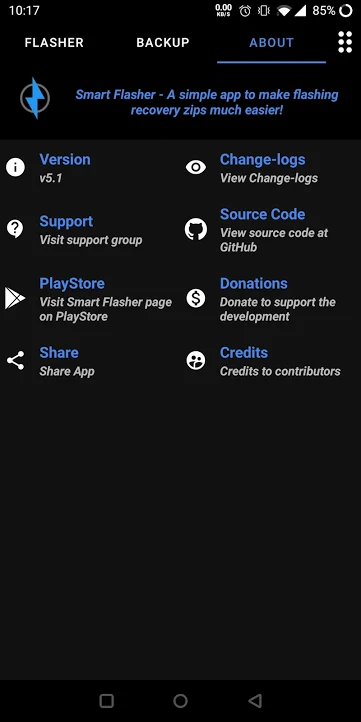 10:17
0.00
KB/S
85%
FLASHER
BACKUP
ABOUT
Smart Flasher - A simple app to make flashing
recovery zips much easier!
Version
v5.1
Change-logs
View Change-logs
Support
Visit support group
Source Code
View source code at
GitHub
PlayStore
Visit Smart Flasher page
on PlayStore
Donations
Donate to support the
development
Share
Share App
Credits
Credits to contributors